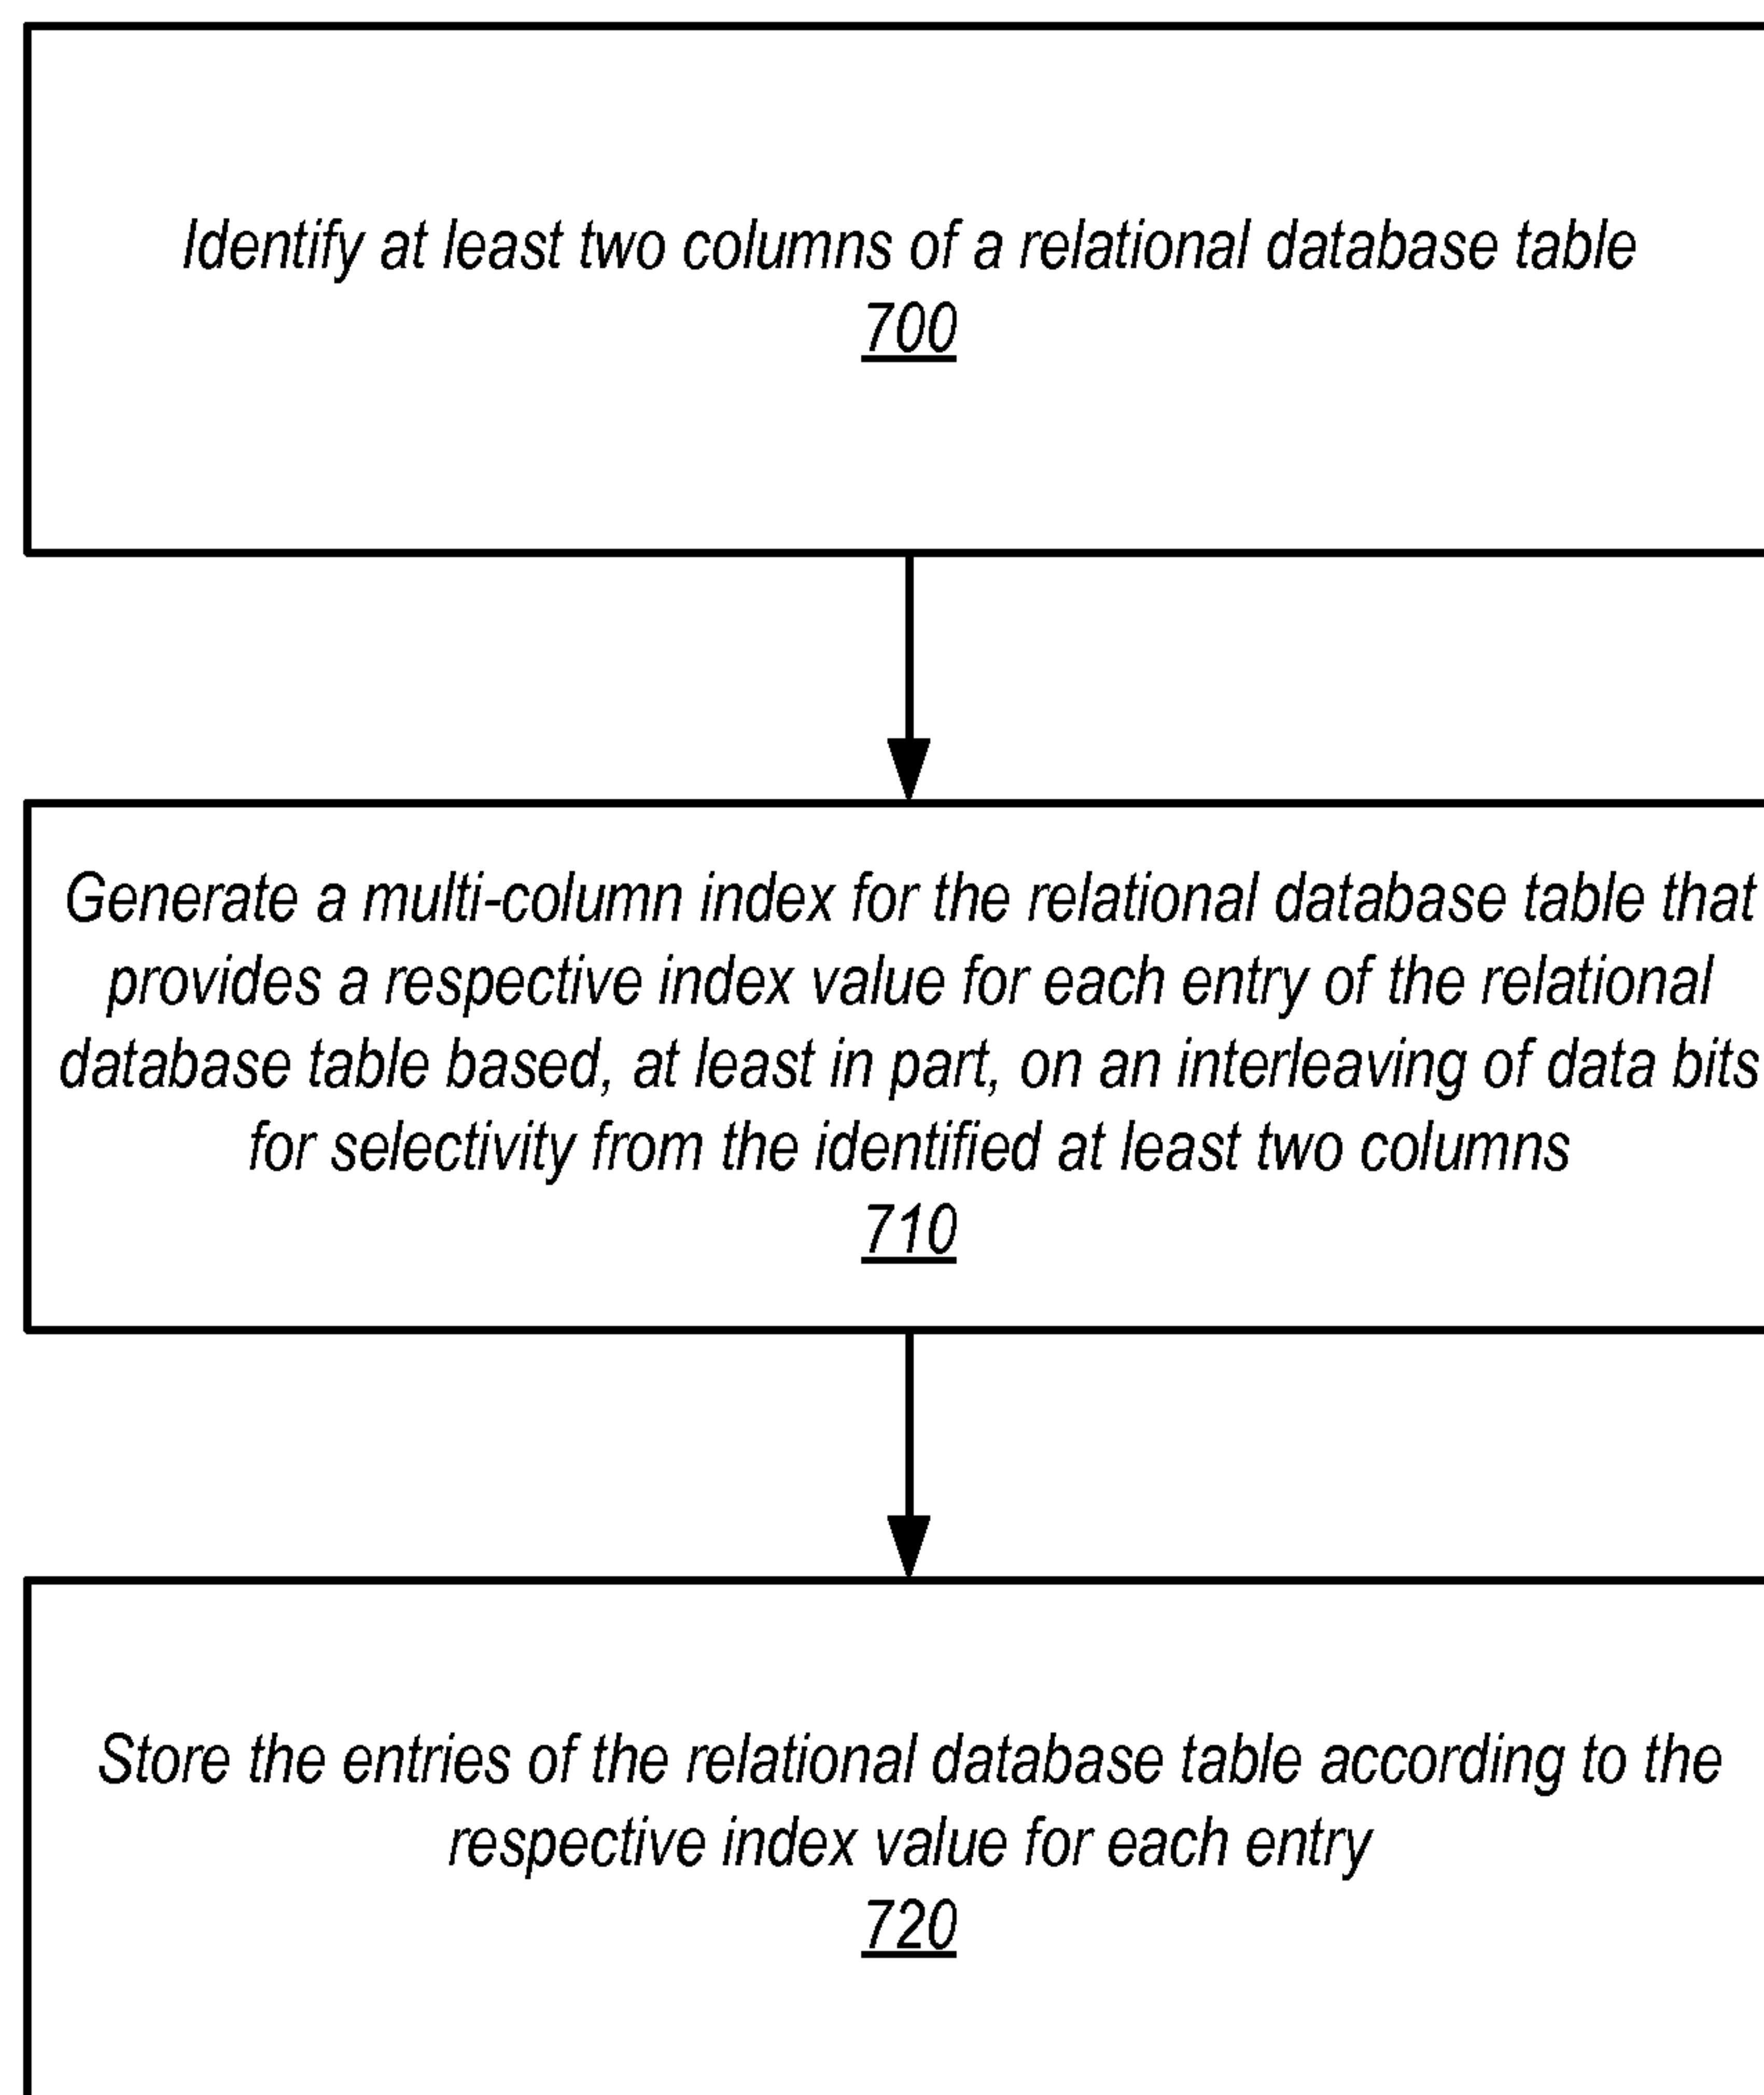 Identify at least two columns of a relational database table
700
Generate a multi-column index for the relational database table that
provides a respective index value for each entry of the relational
database table based, at least in part, on an interleaving of data bits
for selectivity from the identified at least two columns
710
Store the entries of the relational database table according to the
respective index value for each entry
720